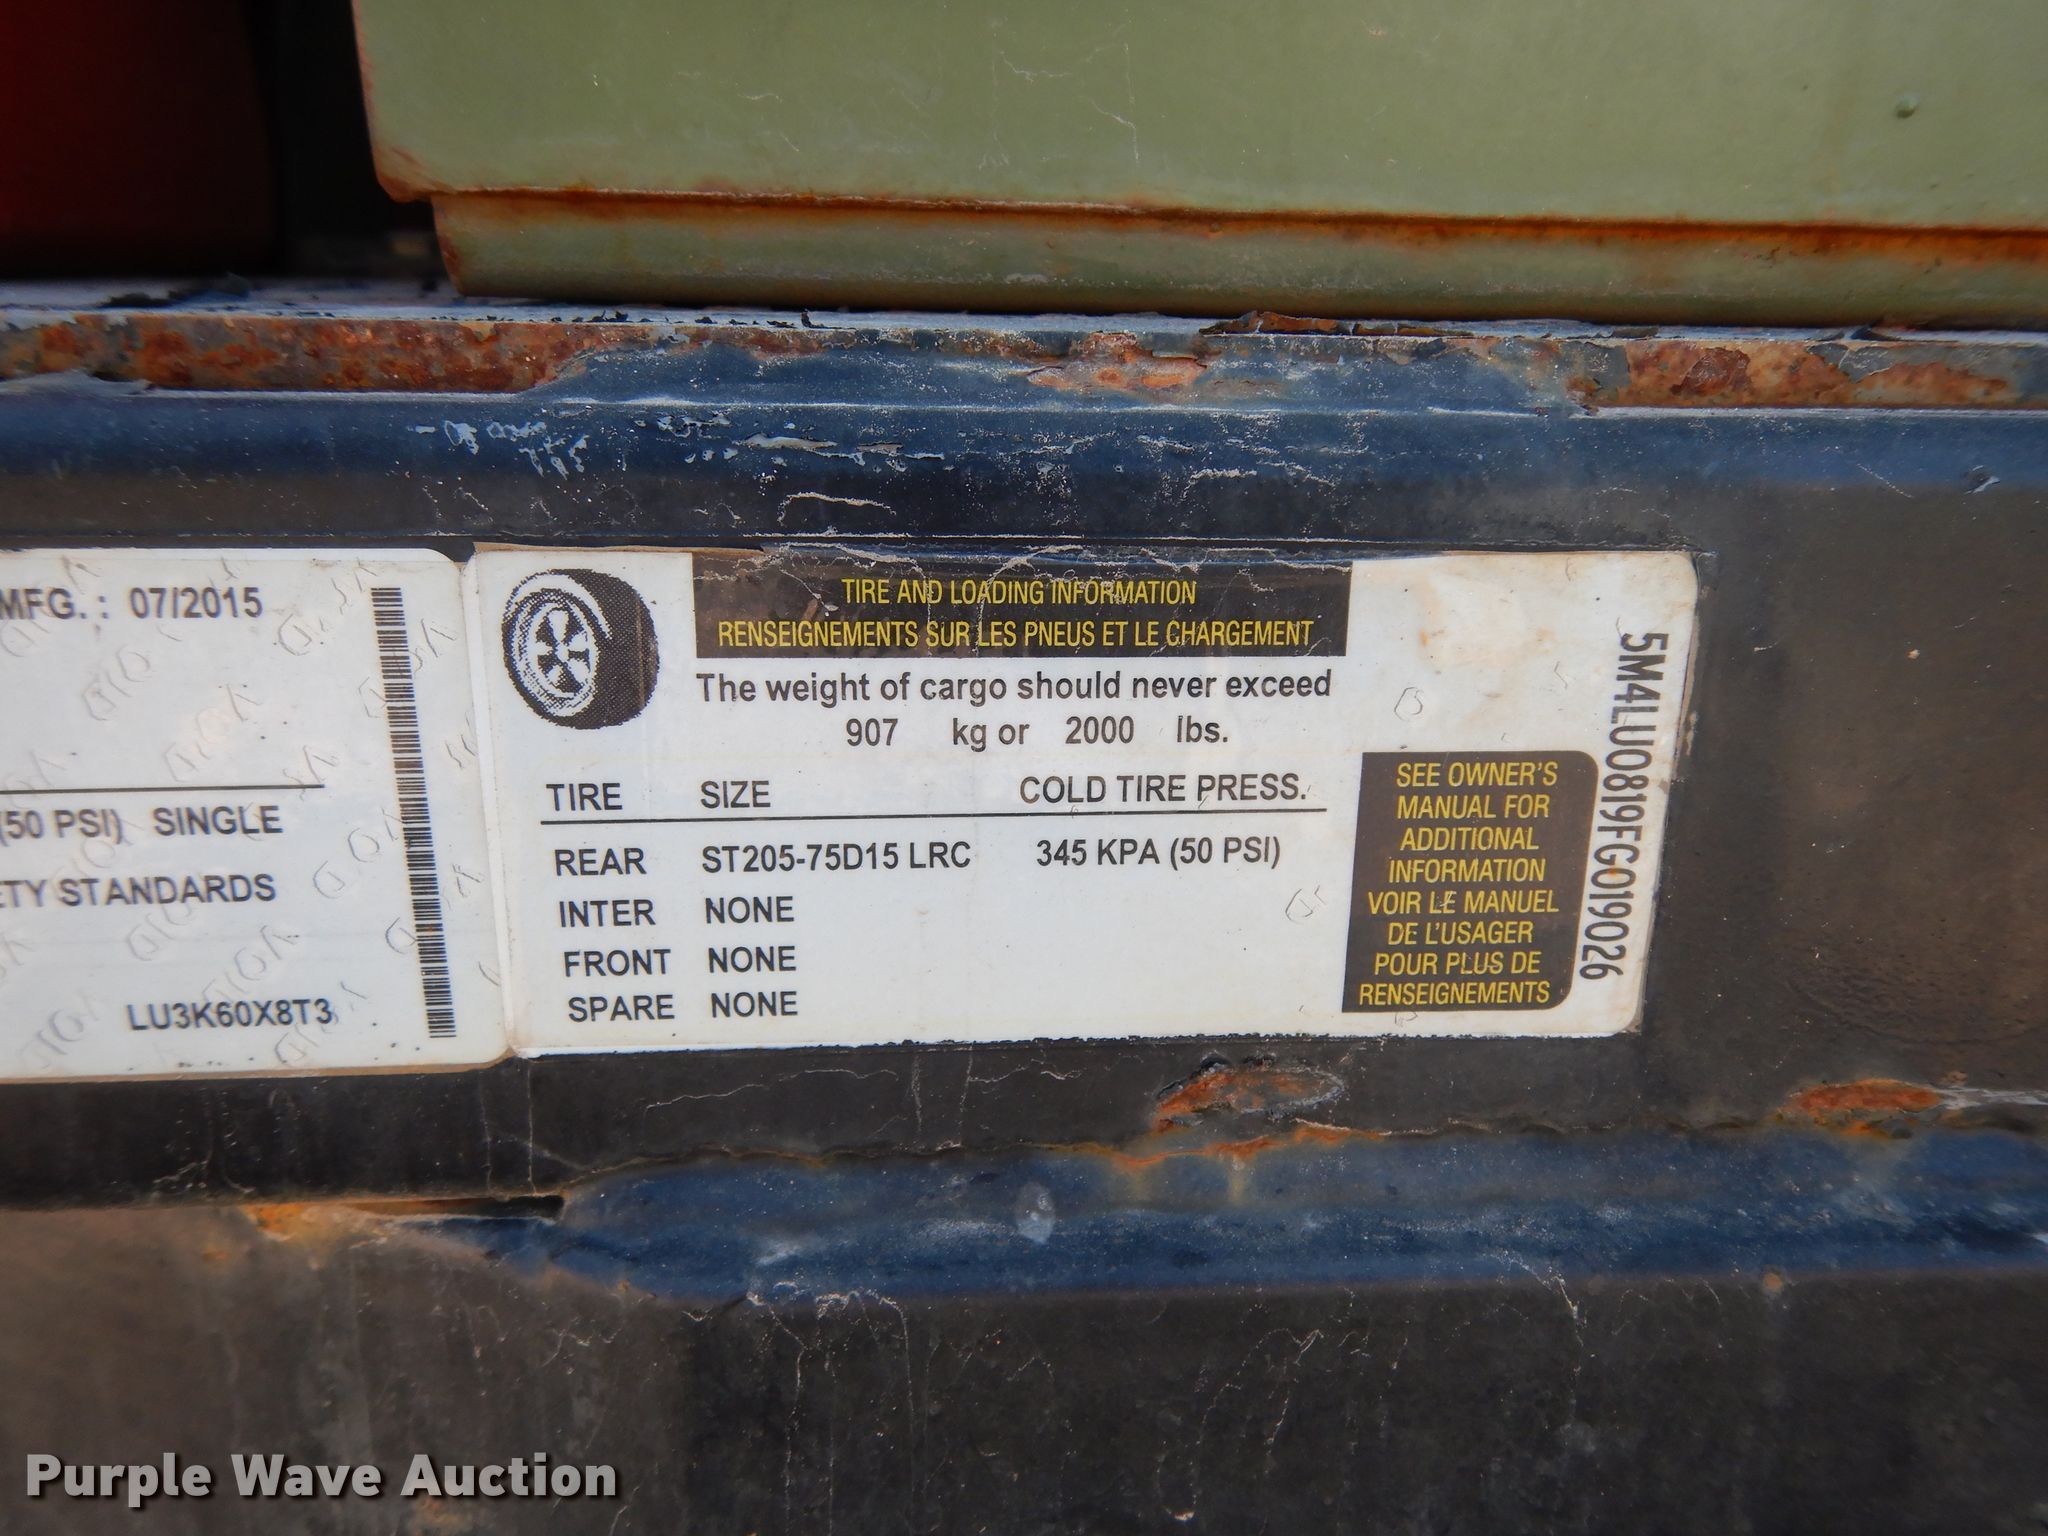 MFG. : 07/2015
(50 PSI) SINGLE
ETY STANDARDS
LU3K60X8T3
TIRE AND LOADING INFORMATION
RENSEIGNEMENTS SUR LES PNEUS ET LE CHARGEMENT
The weight of cargo should never exceed
907 kg or 2000 lbs.
TIRE SIZE COLD TIRE PRESS.
REAR ST205-75D15 LRC 345 KPA (50 PSI)
INTER NONE
FRONT NONE
SPARE NONE
SEE OWNER'S
MANUAL FOR
ADDITIONAL
INFORMATION
VOIR LE MANUEL
DE L'USAGER
POUR PLUS DE
RENSEIGNEMENTS
5M4LU0819FG019026
Purple Wave Auction